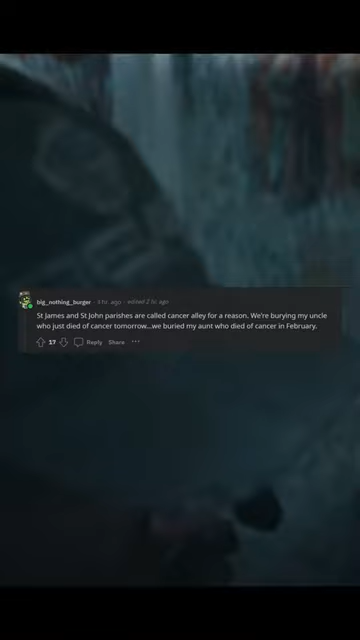 big_nothing_burger · 3 hr. ago · edited 2 hr. ago
St James and St John parishes are called cancer alley for a reason. We're burying my uncle
who just died of cancer tomorrow...we buried my aunt who died of cancer in February.
17 Reply Share ...